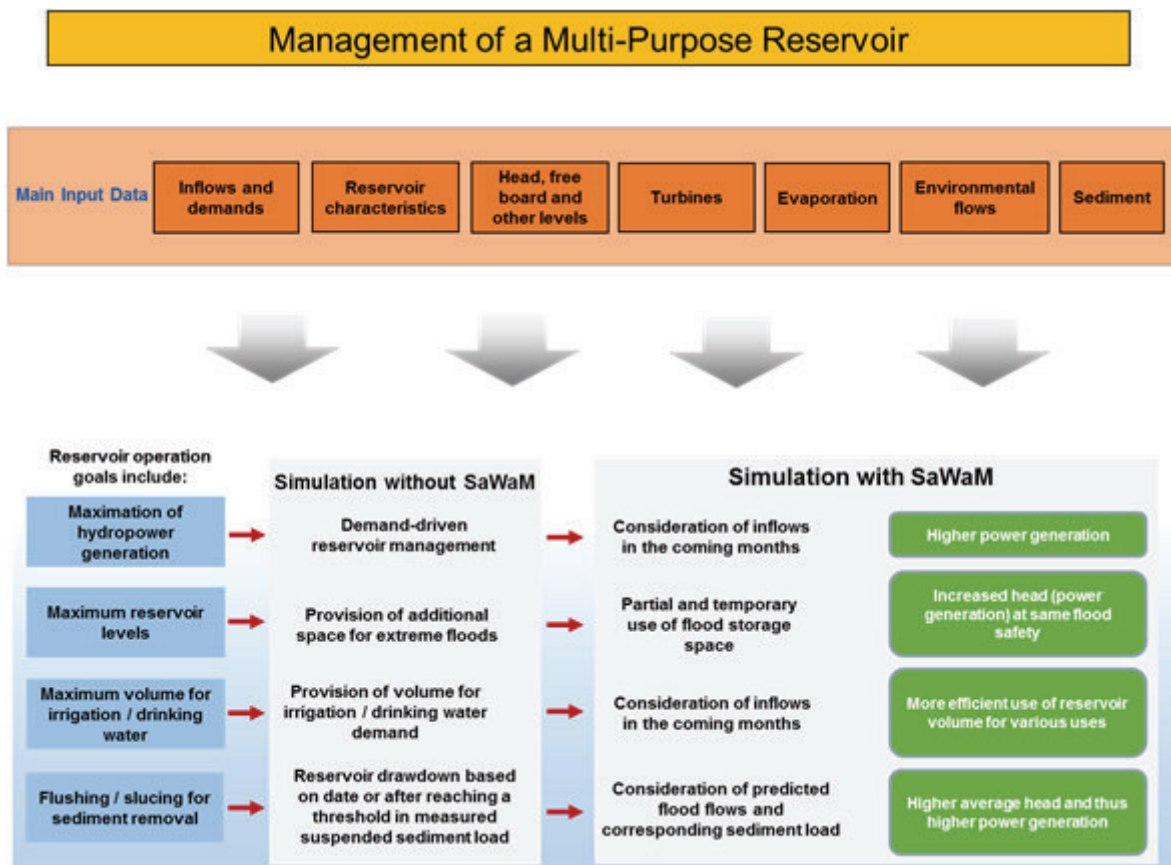 Management of a Multi-Purpose Reservoir
Main Input Data
Inflows and
demands
Reservoir
characteristics
Head, free
board and
other levels
Turbines
Evaporation
Environmental
flows
Sediment
Reservoir operation
goals include:
Simulation without SaWaM
Simulation with SaWaM
Maximation of
hydropower
generation
Demand-driven
reservoir management
Consideration of inflows
in the coming months
Higher power generation
Maximum reservoir
levels
Provision of additional
space for extreme floods
Partial and temporary
use of flood storage
space
Increased head (power
generation) at same flood
safety
Maximum volume for
irrigation / drinking
water
Provision of volume for
irrigation / drinking water
demand
Consideration of inflows
in the coming months
More efficient use of reservoir
volume for various uses
Flushing / slucing for
sediment removal
Reservoir drawdown based
on date or after reaching a
threshold in measured
suspended sediment load
Consideration of predicted
flood flows and
corresponding sediment load
Higher average head and thus
higher power generation